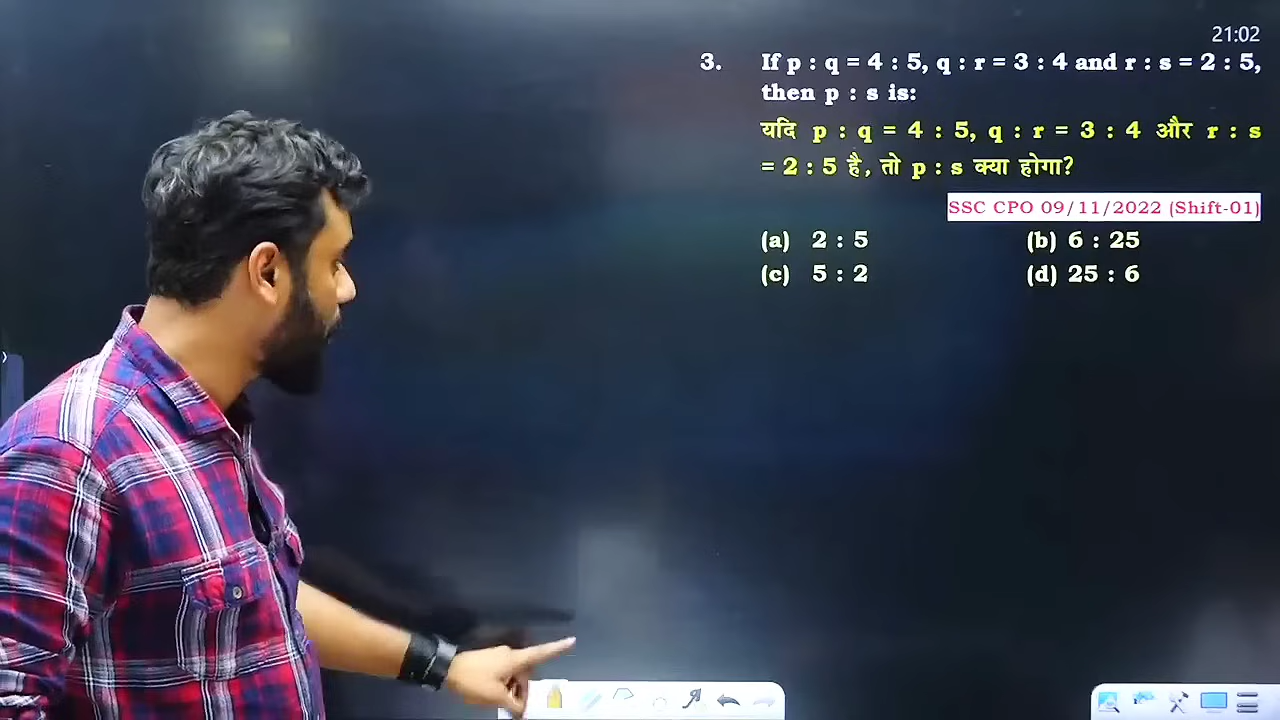 21:02
3. If p : q = 4 : 5, q : r = 3 : 4 and r : s = 2 : 5,
then p : s is:
यदि p : q = 4 : 5, q : r = 3 : 4 और r : s
= 2 : 5 है, तो p : s क्या होगा?
SSC CPO 09/11/2022 (Shift-01)
(a) 2 : 5 (b) 6 : 25
(c) 5 : 2 (d) 25 : 6